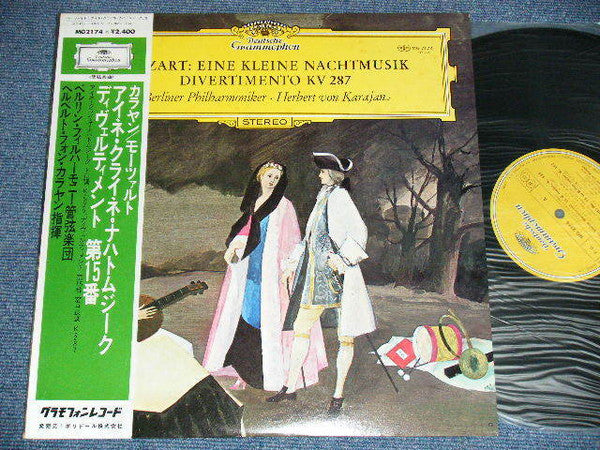 MG2174 ¥2,400
Deutsche
Grammophon
カラヤン/モーツァルト
アイネ・クライネ・ナハトムジーク
ディヴェルティメント 第15番
ベルリン・フィルハーモニー管弦楽団
ヘルベルト・フォン・カラヤン指揮
グラモフォンレコード
発売元:ポリドール株式会社
Deutsche
Grammophon
ZART: EINE KLEINE NACHTMUSIK
DIVERTIMENTO KV 287
Berliner Philharmoniker · Herbert von Karajan
STEREO
Deutsche
Grammophon